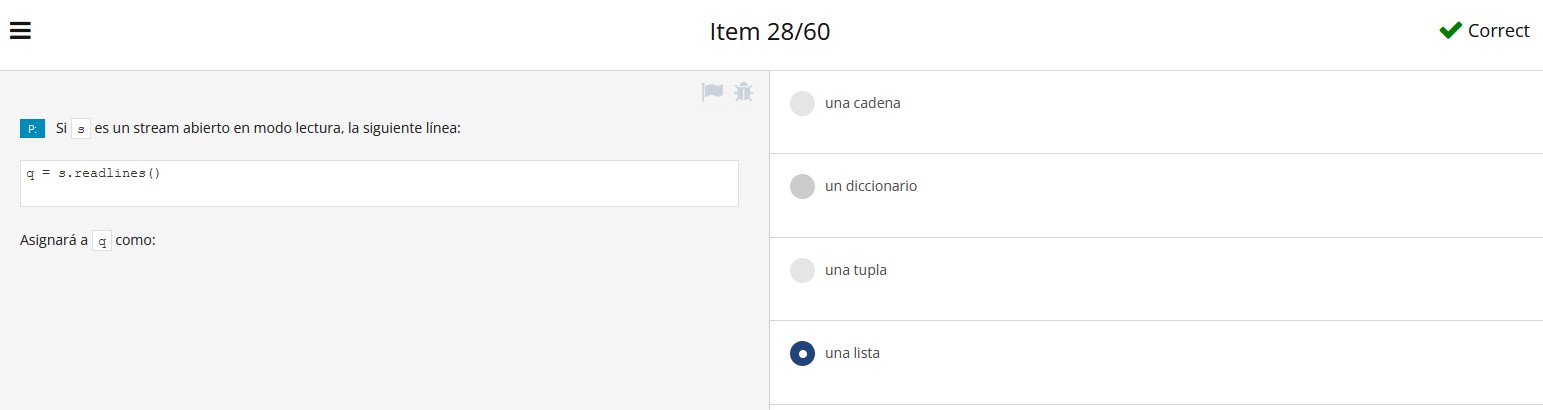 Item 28/60
Correct
P: Si s es un stream abierto en modo lectura, la siguiente línea:
q = s.readlines()
Asignará a q como:
una cadena
un diccionario
una tupla
una lista